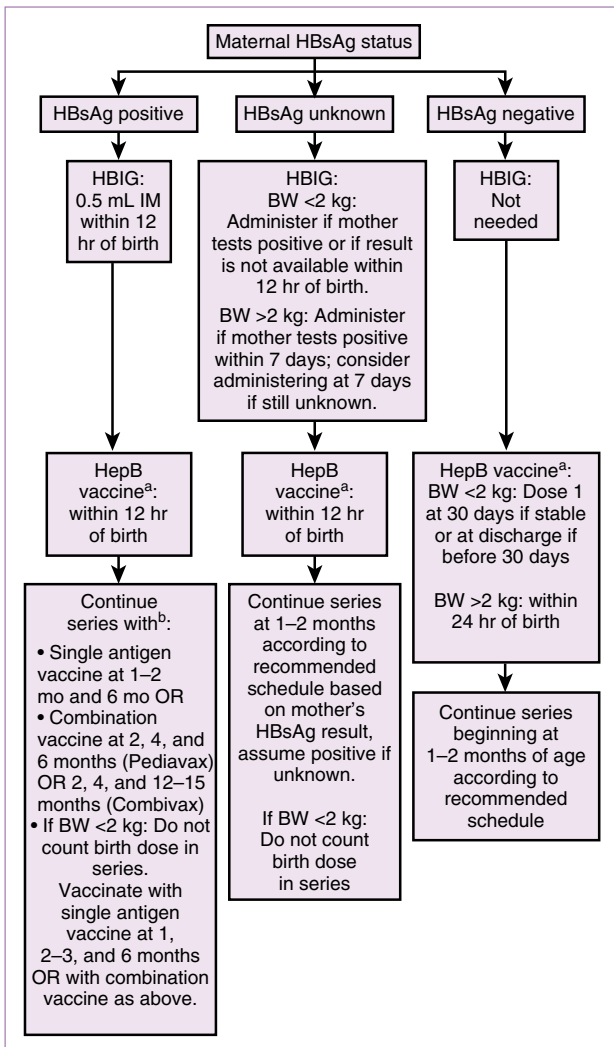 Maternal HBsAg status
HBsAg positive
HBsAg unknown
HBsAg negative
HBIG:
0.5 mL IM
within 12
hr of birth
HBIG:
BW <2 kg:
Administer if mother
tests positive or if result
is not available within
12 hr of birth.
BW >2 kg: Administer
if mother tests positive
within 7 days; consider
administering at 7 days
if still unknown.
HBIG:
Not
needed
HepB
vaccineᵃ:
within 12 hr
of birth
HepB
vaccineᵃ:
within 12 hr
of birth
HepB vaccineᵃ:
BW <2 kg: Dose 1
at 30 days if stable
or at discharge if
before 30 days
BW >2 kg: within
24 hr of birth
Continue
series withᵇ:
• Single antigen
vaccine at 1–2
mo and 6 mo OR
• Combination
vaccine at 2, 4, and
6 months (Pediavax)
OR 2, 4, and 12–15
months (Combivax)
• If BW <2 kg: Do not
count birth dose in
series.
Vaccinate with
single antigen
vaccine at 1,
2–3, and 6 months
OR with combination
vaccine as above.
Continue series
at 1–2 months
according to
recommended
schedule based
on mother's
HBsAg result,
assume positive if
unknown.
If BW <2 kg:
Do not count
birth dose
in series
Continue series
beginning at
1–2 months of age
according to
recommended
schedule